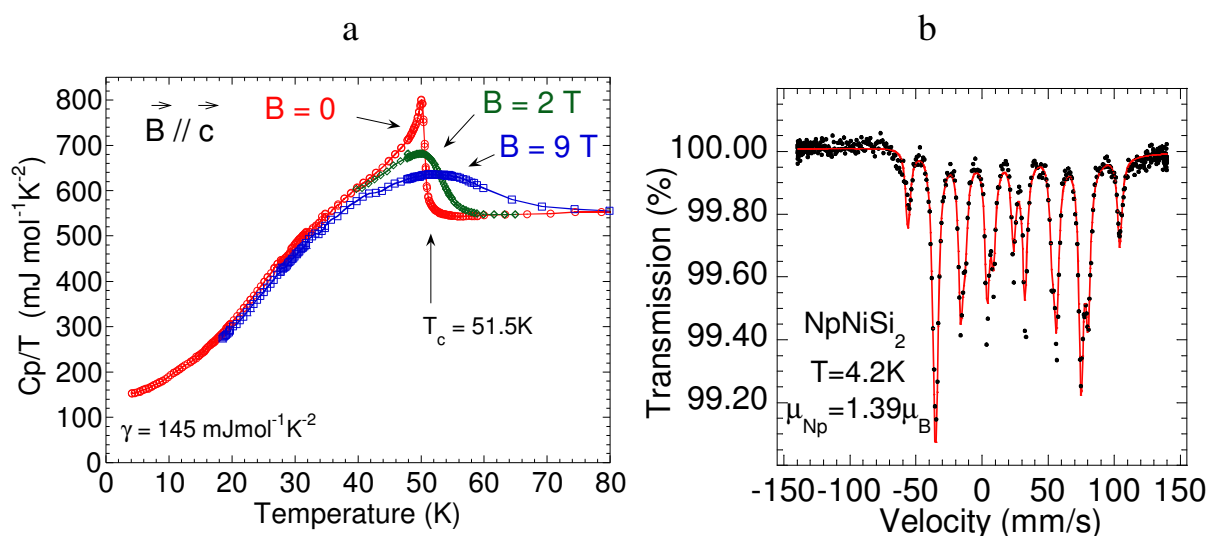 a
b
800
700
600
500
400
300
200
100
0
Cp/T (mJ mol⁻¹K⁻²)
B // c
B = 0
B = 2 T
B = 9 T
T_c = 51.5K
γ = 145 mJmol⁻¹K⁻²
0 10 20 30 40 50 60 70 80
Temperature (K)
100.00
99.80
99.60
99.40
99.20
Transmission (%)
NpNiSi₂
T=4.2K
μ_Np=1.39μ_B
-150 -100 -50 0 50 100 150
Velocity (mm/s)